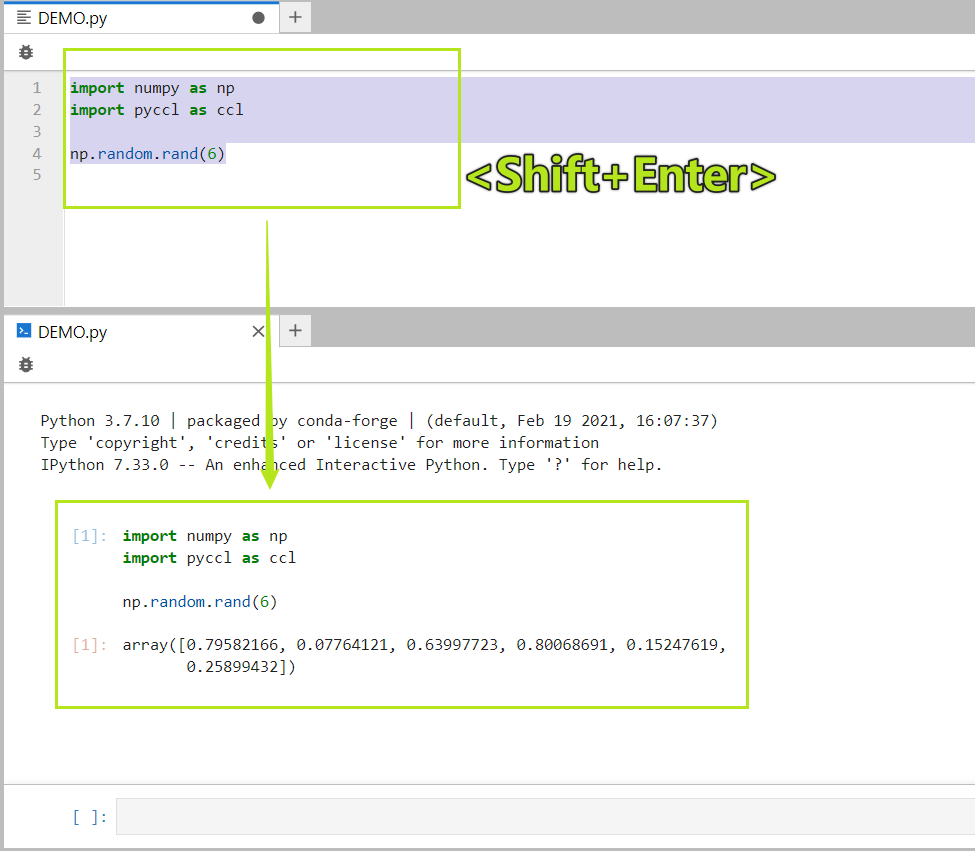 DEMO.py
+
1 import numpy as np
2 import pyccl as ccl
3
4 np.random.rand(6)
5
<Shift+Enter>
DEMO.py
+
Python 3.7.10 | packaged by conda-forge | (default, Feb 19 2021, 16:07:37)
Type 'copyright', 'credits' or 'license' for more information
IPython 7.33.0 -- An enhanced Interactive Python. Type '?' for help.
[1]: import numpy as np
import pyccl as ccl
np.random.rand(6)
[1]: array([0.79582166, 0.07764121, 0.63997723, 0.80068691, 0.15247619,
0.25899432])
[ ]: